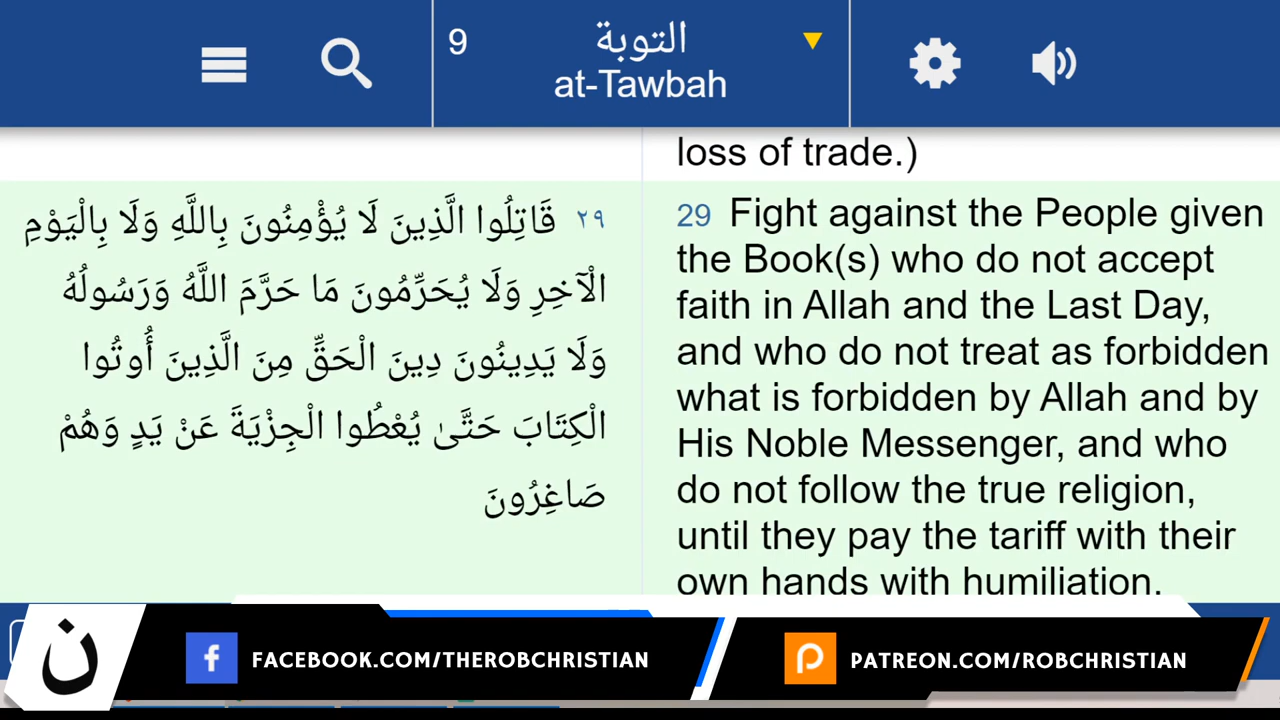 9
التوبة
at-Tawbah
loss of trade.)
٢٩ قَاتِلُوا الَّذِينَ لَا يُؤْمِنُونَ بِاللَّهِ وَلَا بِالْيَوْمِ
الْآخِرِ وَلَا يُحَرِّمُونَ مَا حَرَّمَ اللَّهُ وَرَسُولُهُ
وَلَا يَدِينُونَ دِينَ الْحَقِّ مِنَ الَّذِينَ أُوتُوا
الْكِتَابَ حَتَّىٰ يُعْطُوا الْجِزْيَةَ عَنْ يَدٍ وَهُمْ
صَاغِرُونَ
29 Fight against the People given
the Book(s) who do not accept
faith in Allah and the Last Day,
and who do not treat as forbidden
what is forbidden by Allah and by
His Noble Messenger, and who
do not follow the true religion,
until they pay the tariff with their
own hands with humiliation.
ن
f
FACEBOOK.COM/THEROBCHRISTIAN
PATREON.COM/ROBCHRISTIAN